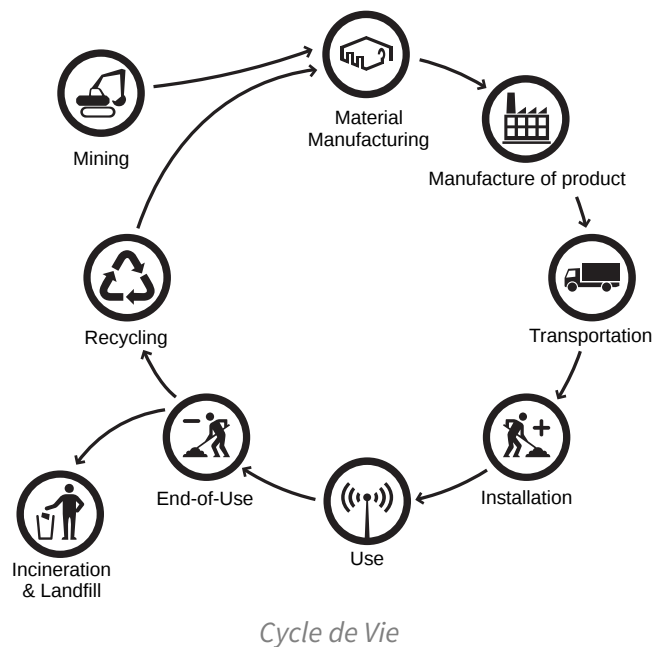 Mining
Material
Manufacturing
Manufacture of product
Transportation
Installation
Use
End-of-Use
Recycling
Incineration
& Landfill
Cycle de Vie